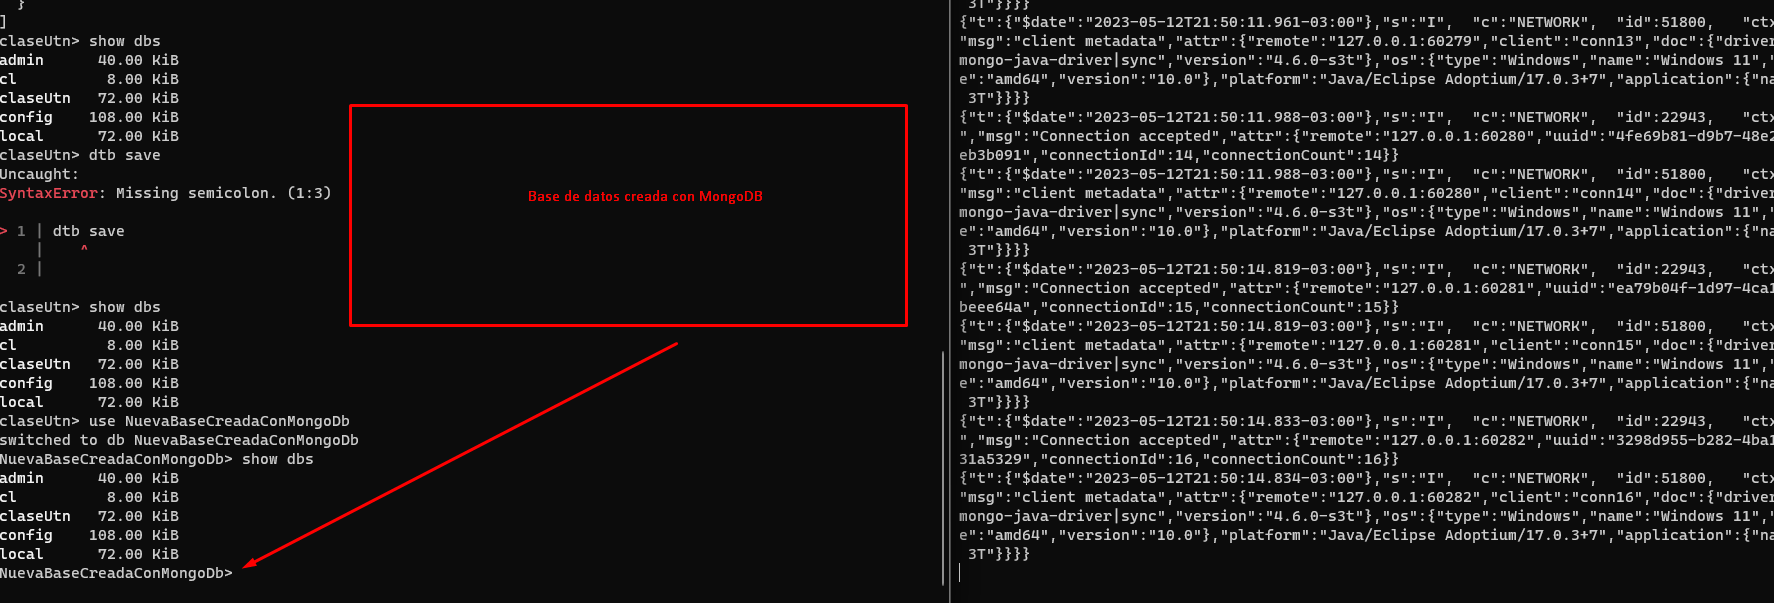 }
]
claseUtn> show dbs
admin      40.00 KiB
cl          8.00 KiB
claseUtn   72.00 KiB
config    108.00 KiB
local      72.00 KiB
claseUtn> dtb save
Uncaught:
SyntaxError: Missing semicolon. (1:3)
> 1 | dtb save
    |    ^
  2 |
claseUtn> show dbs
admin      40.00 KiB
cl          8.00 KiB
claseUtn   72.00 KiB
config    108.00 KiB
local      72.00 KiB
claseUtn> use NuevaBaseCreadaConMongoDb
switched to db NuevaBaseCreadaConMongoDb
NuevaBaseCreadaConMongoDb> show dbs
admin      40.00 KiB
cl          8.00 KiB
claseUtn   72.00 KiB
config    108.00 KiB
local      72.00 KiB
NuevaBaseCreadaConMongoDb>
Base de datos creada con MongoDB
3T"}}}}
{"t":{"$date":"2023-05-12T21:50:11.961-03:00"},"s":"I",  "c":"NETWORK",  "id":51800,   "ctx
"msg":"client metadata","attr":{"remote":"127.0.0.1:60279","client":"conn13","doc":{"driver
mongo-java-driver|sync","version":"4.6.0-s3t"},"os":{"type":"Windows","name":"Windows 11","
e":"amd64","version":"10.0"},"platform":"Java/Eclipse Adoptium/17.0.3+7","application":{"na
3T"}}}}
{"t":{"$date":"2023-05-12T21:50:11.988-03:00"},"s":"I",  "c":"NETWORK",  "id":22943,   "ctx
","msg":"Connection accepted","attr":{"remote":"127.0.0.1:60280","uuid":"4fe69b81-d9b7-48e2
eb3b091","connectionId":14,"connectionCount":14}}
{"t":{"$date":"2023-05-12T21:50:11.988-03:00"},"s":"I",  "c":"NETWORK",  "id":51800,   "ctx
"msg":"client metadata","attr":{"remote":"127.0.0.1:60280","client":"conn14","doc":{"driver
mongo-java-driver|sync","version":"4.6.0-s3t"},"os":{"type":"Windows","name":"Windows 11","
e":"amd64","version":"10.0"},"platform":"Java/Eclipse Adoptium/17.0.3+7","application":{"na
3T"}}}}
{"t":{"$date":"2023-05-12T21:50:14.819-03:00"},"s":"I",  "c":"NETWORK",  "id":22943,   "ctx
","msg":"Connection accepted","attr":{"remote":"127.0.0.1:60281","uuid":"ea79b04f-1d97-4ca1
beee64a","connectionId":15,"connectionCount":15}}
{"t":{"$date":"2023-05-12T21:50:14.819-03:00"},"s":"I",  "c":"NETWORK",  "id":51800,   "ctx
"msg":"client metadata","attr":{"remote":"127.0.0.1:60281","client":"conn15","doc":{"driver
mongo-java-driver|sync","version":"4.6.0-s3t"},"os":{"type":"Windows","name":"Windows 11","
e":"amd64","version":"10.0"},"platform":"Java/Eclipse Adoptium/17.0.3+7","application":{"na
3T"}}}}
{"t":{"$date":"2023-05-12T21:50:14.833-03:00"},"s":"I",  "c":"NETWORK",  "id":22943,   "ctx
","msg":"Connection accepted","attr":{"remote":"127.0.0.1:60282","uuid":"3298d955-b282-4ba1
31a5329","connectionId":16,"connectionCount":16}}
{"t":{"$date":"2023-05-12T21:50:14.834-03:00"},"s":"I",  "c":"NETWORK",  "id":51800,   "ctx
"msg":"client metadata","attr":{"remote":"127.0.0.1:60282","client":"conn16","doc":{"driver
mongo-java-driver|sync","version":"4.6.0-s3t"},"os":{"type":"Windows","name":"Windows 11","
e":"amd64","version":"10.0"},"platform":"Java/Eclipse Adoptium/17.0.3+7","application":{"na
3T"}}}}